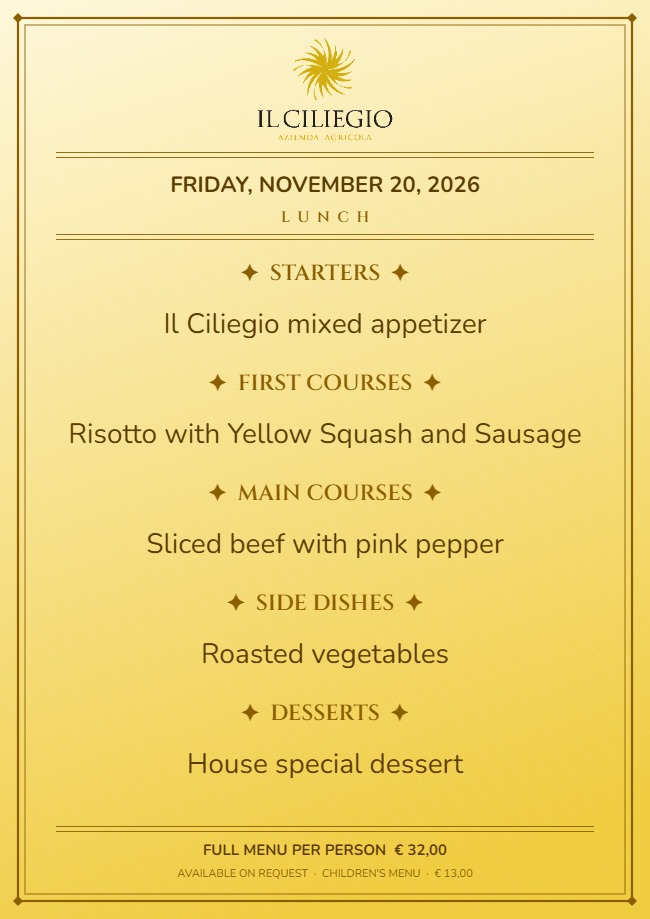 IL CILIEGIO
AZIENDA AGRICOLA
FRIDAY, NOVEMBER 20, 2026
LUNCH
STARTERS
Il Ciliegio mixed appetizer
FIRST COURSES
Risotto with Yellow Squash and Sausage
MAIN COURSES
Sliced beef with pink pepper
SIDE DISHES
Roasted vegetables
DESSERTS
House special dessert
FULL MENU PER PERSON € 32,00
AVAILABLE ON REQUEST · CHILDREN'S MENU · € 13,00